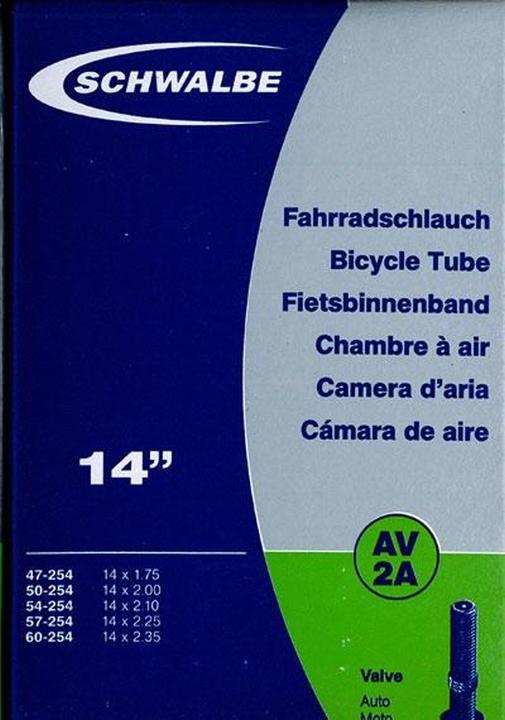 SCHWALBE
Fahrradschlauch
Bicycle Tube
Fietsbinnenband
Chambre à air
Camera d'aria
Cámara de aire
14”
47-254 14 x 1.75
50-254 14 x 2.00
54-254 14 x 2.10
57-254 14 x 2.25
60-254 14 x 2.35
AV
2A
Valve
Auto
Moto